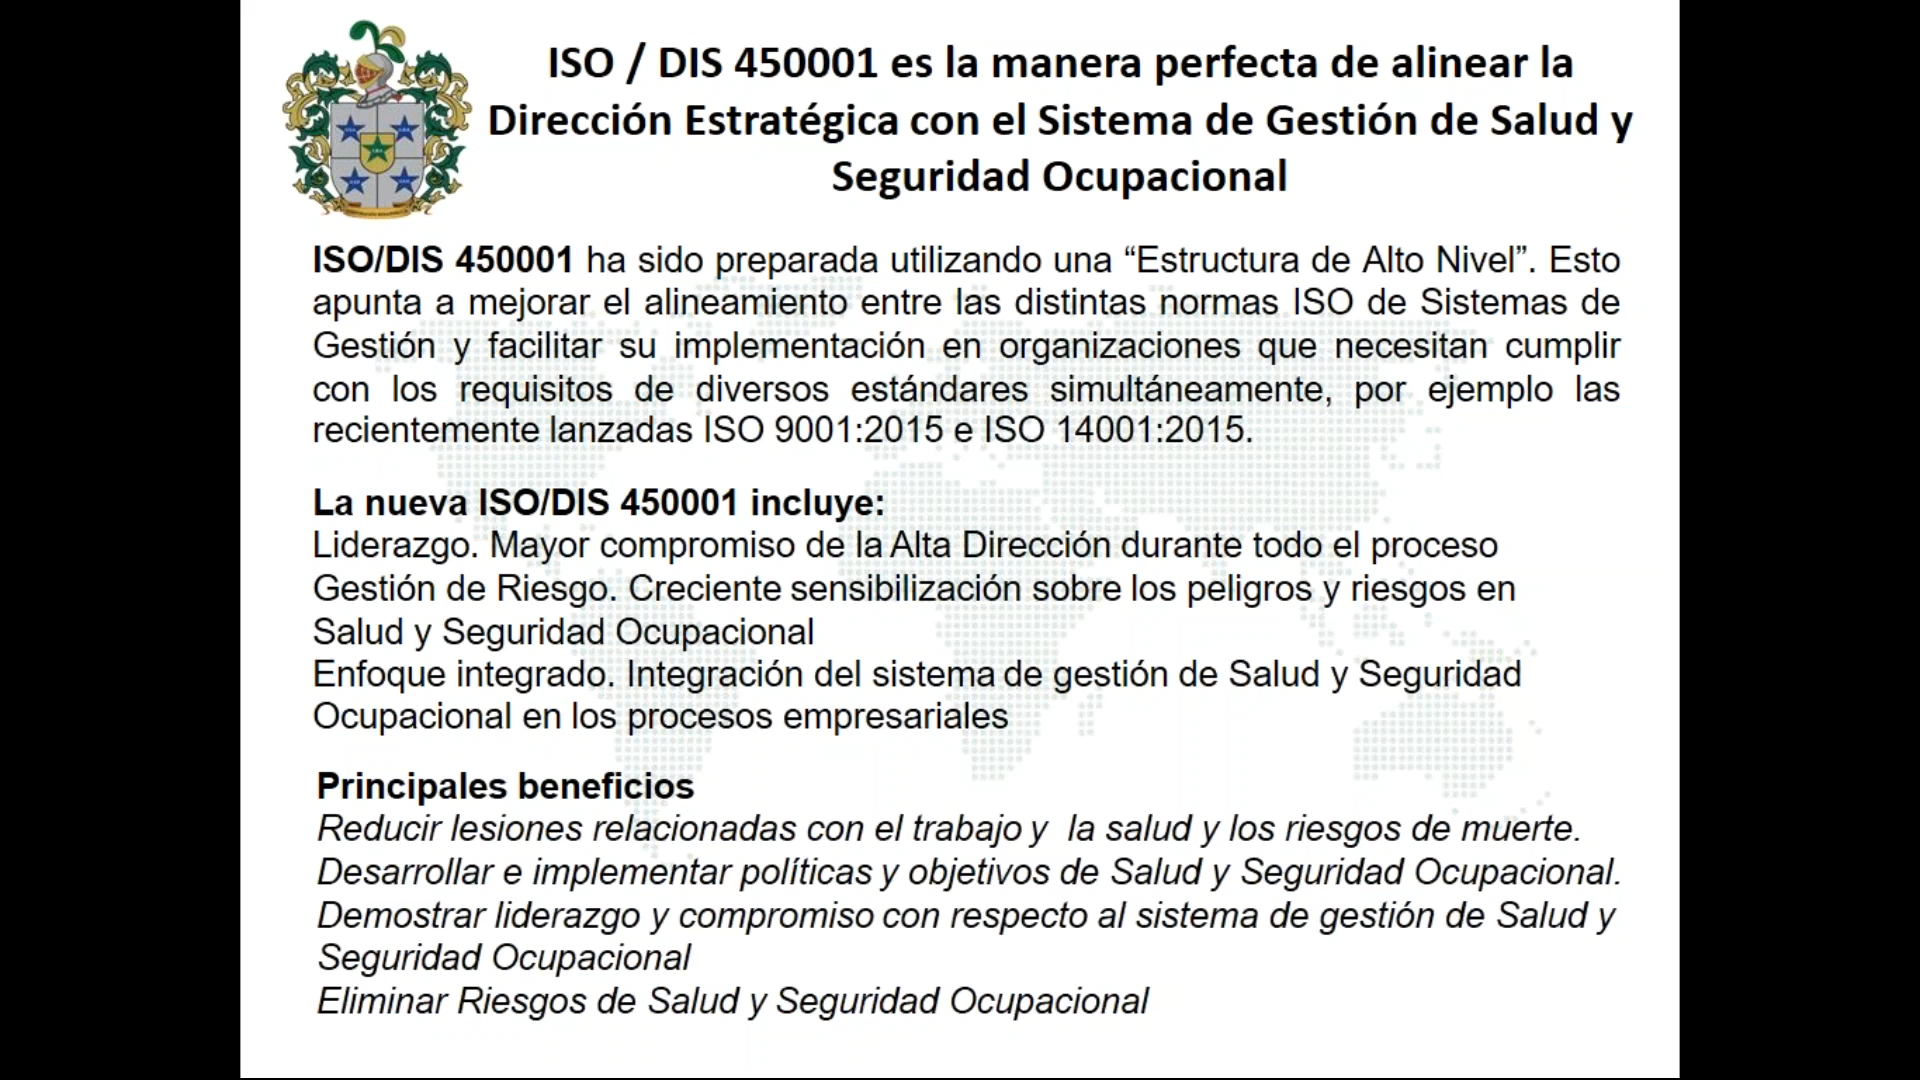 ISO / DIS 450001 es la manera perfecta de alinear la
Dirección Estratégica con el Sistema de Gestión de Salud y
Seguridad Ocupacional
ISO/DIS 450001 ha sido preparada utilizando una “Estructura de Alto Nivel”. Esto
apunta a mejorar el alineamiento entre las distintas normas ISO de Sistemas de
Gestión y facilitar su implementación en organizaciones que necesitan cumplir
con los requisitos de diversos estándares simultáneamente, por ejemplo las
recientemente lanzadas ISO 9001:2015 e ISO 14001:2015.
La nueva ISO/DIS 450001 incluye:
Liderazgo. Mayor compromiso de la Alta Dirección durante todo el proceso
Gestión de Riesgo. Creciente sensibilización sobre los peligros y riesgos en
Salud y Seguridad Ocupacional
Enfoque integrado. Integración del sistema de gestión de Salud y Seguridad
Ocupacional en los procesos empresariales
Principales beneficios
Reducir lesiones relacionadas con el trabajo y  la salud y los riesgos de muerte.
Desarrollar e implementar políticas y objetivos de Salud y Seguridad Ocupacional.
Demostrar liderazgo y compromiso con respecto al sistema de gestión de Salud y
Seguridad Ocupacional
Eliminar Riesgos de Salud y Seguridad Ocupacional